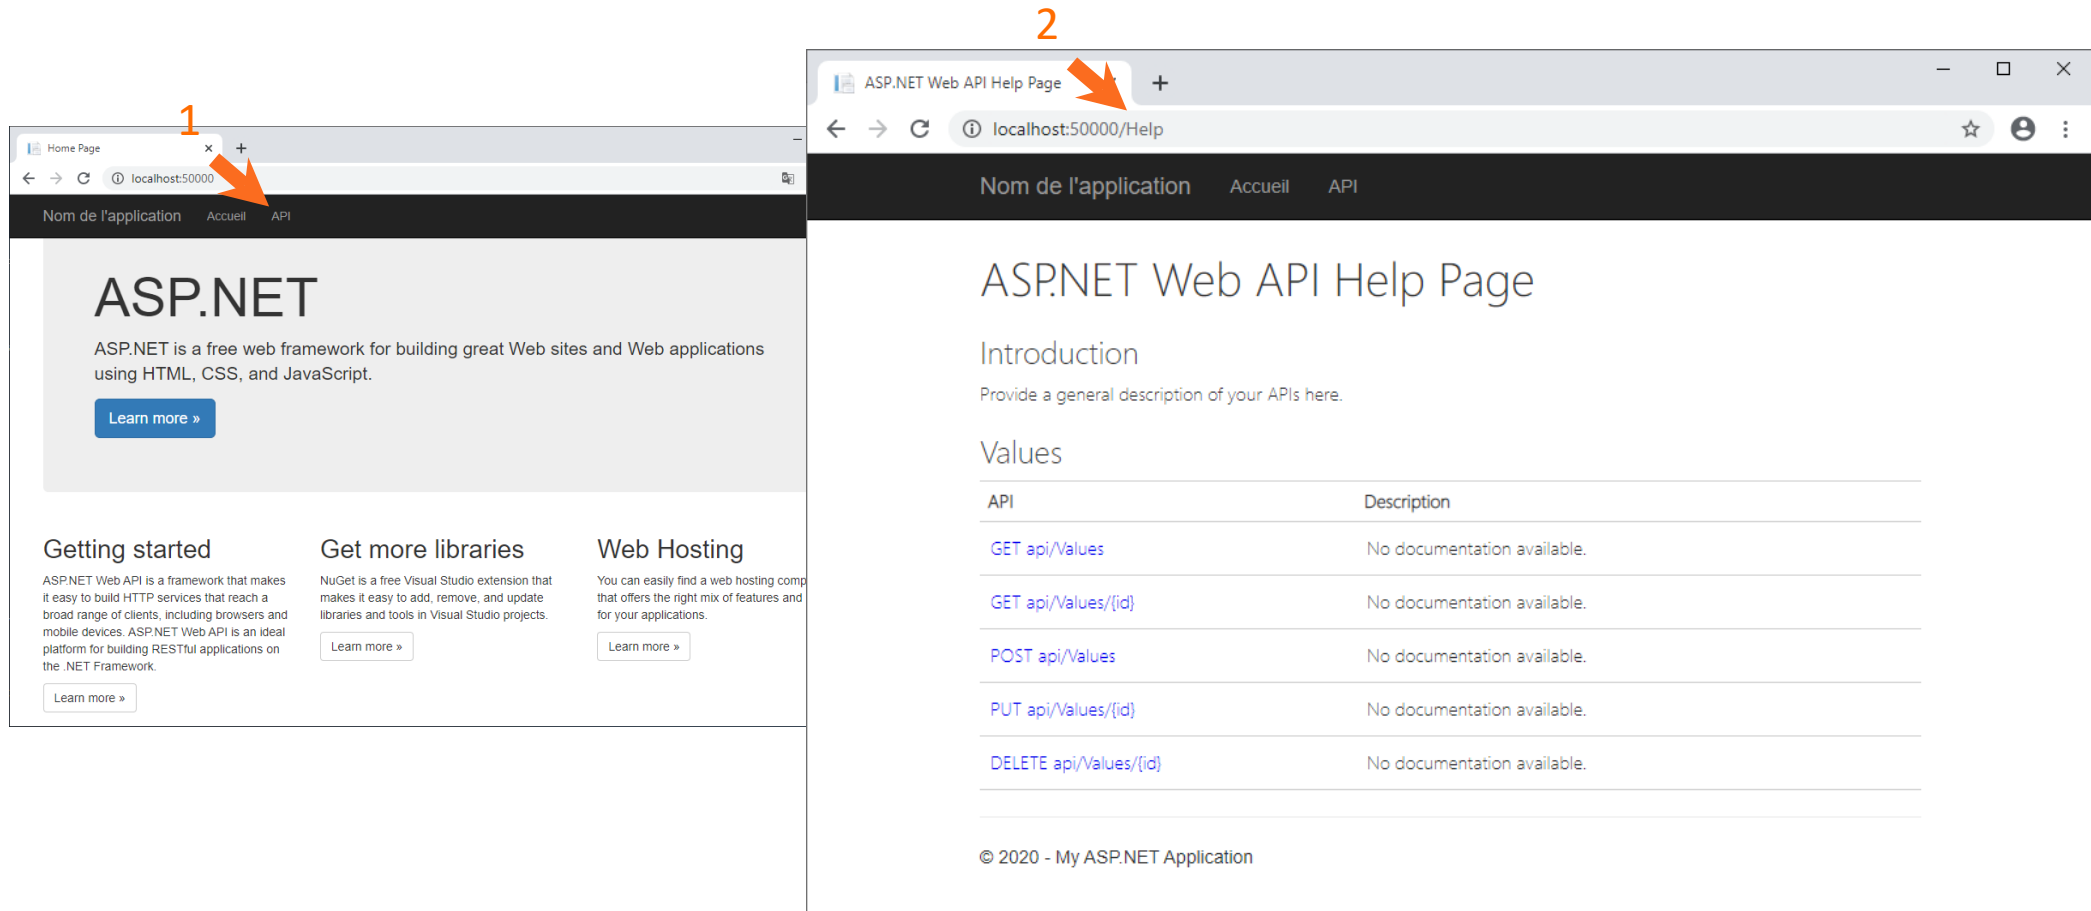 1
Home Page
localhost:50000
Nom de l'application Accueil API
ASP.NET
ASP.NET is a free web framework for building great Web sites and Web applications
using HTML, CSS, and JavaScript.
Learn more »
Getting started
ASP.NET Web API is a framework that makes
it easy to build HTTP services that reach a
broad range of clients, including browsers and
mobile devices. ASP.NET Web API is an ideal
platform for building RESTful applications on
the .NET Framework.
Learn more »
Get more libraries
NuGet is a free Visual Studio extension that
makes it easy to add, remove, and update
libraries and tools in Visual Studio projects.
Learn more »
Web Hosting
You can easily find a web hosting comp
that offers the right mix of features and
for your applications.
Learn more »
2
ASP.NET Web API Help Page
localhost:50000/Help
Nom de l'application Accueil API
ASP.NET Web API Help Page
Introduction
Provide a general description of your APIs here.
Values
API Description
GET api/Values No documentation available.
GET api/Values/{id} No documentation available.
POST api/Values No documentation available.
PUT api/Values/{id} No documentation available.
DELETE api/Values/{id} No documentation available.
© 2020 - My ASP.NET Application